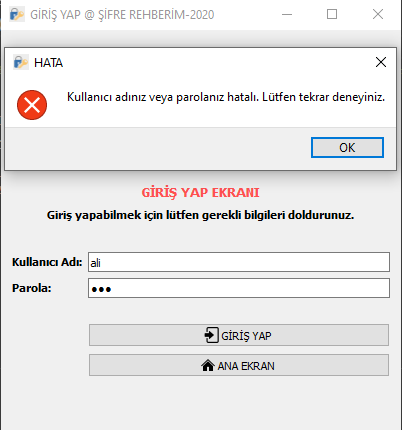 GİRİŞ YAP @ ŞİFRE REHBERİM-2020
HATA
Kullanıcı adınız veya parolanız hatalı. Lütfen tekrar deneyiniz.
OK
GİRİŞ YAP EKRANI
Giriş yapabilmek için lütfen gerekli bilgileri doldurunuz.
Kullanıcı Adı: ali
Parola: ●●●
GİRİŞ YAP
ANA EKRAN